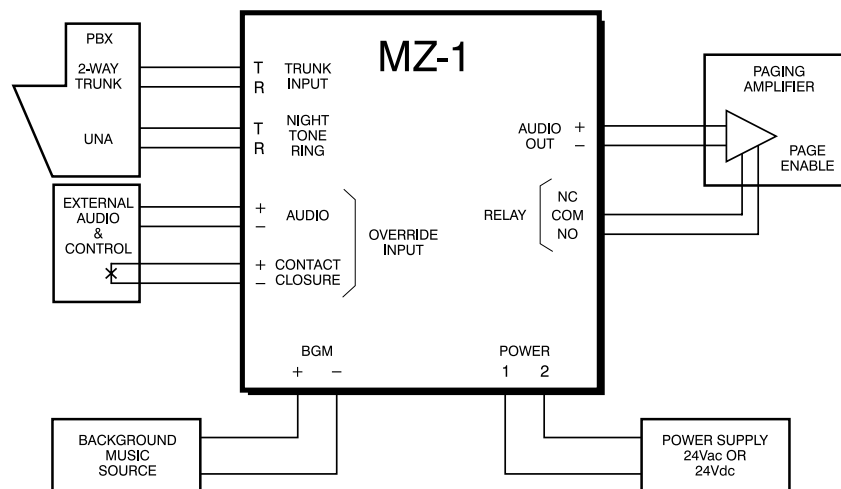 MZ-1
PBX
2-WAY
TRUNK
UNA
T
R
TRUNK
INPUT
T
R
NIGHT
TONE
RING
EXTERNAL
AUDIO
&
CONTROL
+
−
AUDIO
+
−
CONTACT
CLOSURE
OVERRIDE
INPUT
AUDIO
OUT
+
−
RELAY
NC
COM
NO
PAGING
AMPLIFIER
PAGE
ENABLE
BGM
+ −
POWER
1 2
BACKGROUND
MUSIC
SOURCE
POWER SUPPLY
24Vac OR
24Vdc